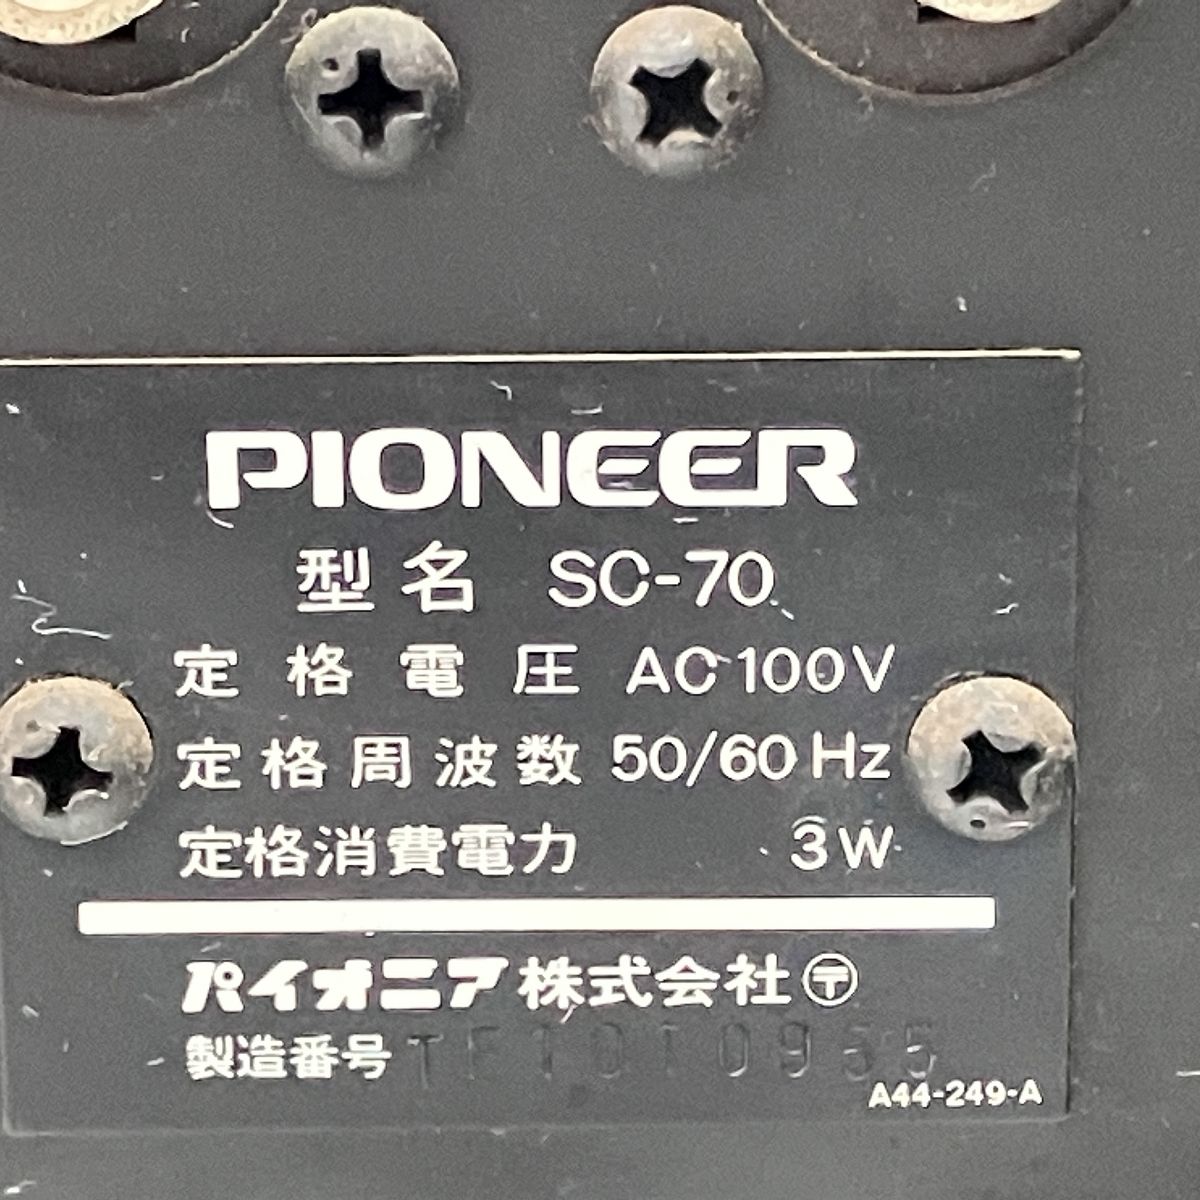 PIONEER
型名 SC-70
定格電圧 AC100V
定格周波数 50/60Hz
定格消費電力 3W
パイオニア株式会社〶
製造番号 TF1010955
A44-249-A